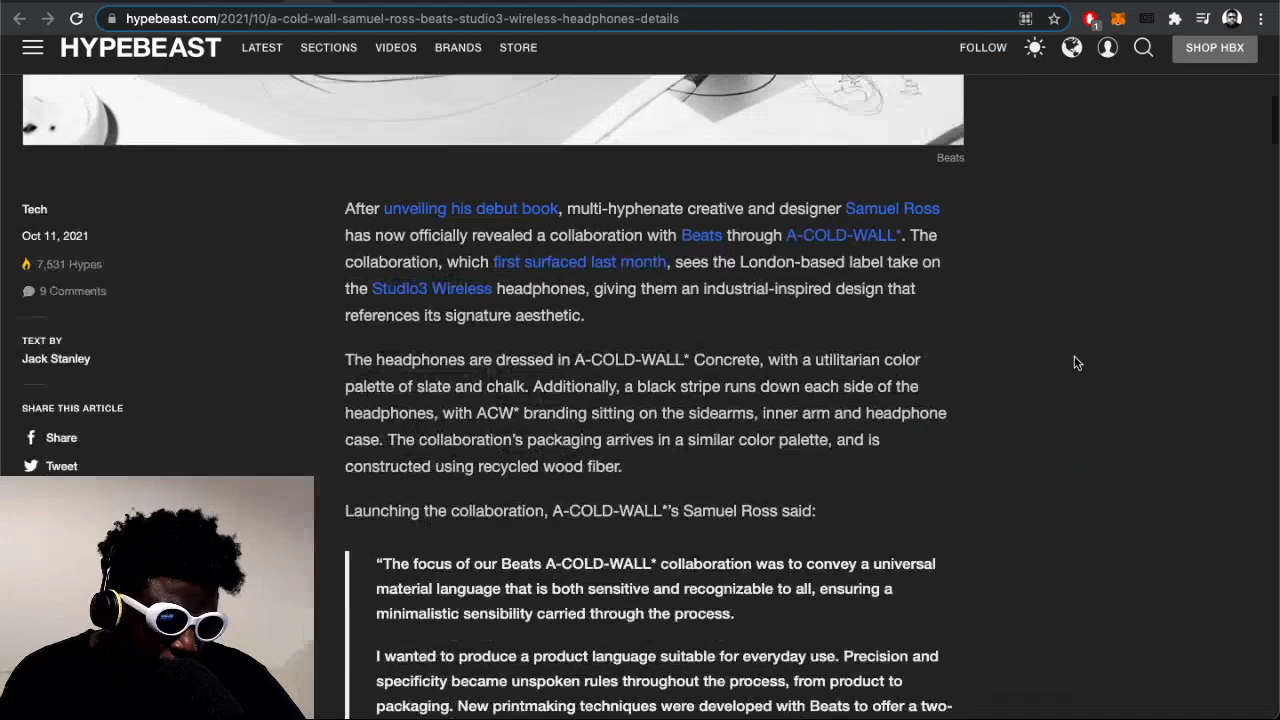 hypebeast.com/2021/10/a-cold-wall-samuel-ross-beats-studio3-wireless-headphones-details
1
HYPEBEAST LATEST SECTIONS VIDEOS BRANDS STORE FOLLOW SHOP HBX
Beats
Tech
Oct 11, 2021
7,531 Hypes
9 Comments
TEXT BY
Jack Stanley
SHARE THIS ARTICLE
Share
Tweet
After unveiling his debut book, multi-hyphenate creative and designer Samuel Ross
has now officially revealed a collaboration with Beats through A-COLD-WALL*. The
collaboration, which first surfaced last month, sees the London-based label take on
the Studio3 Wireless headphones, giving them an industrial-inspired design that
references its signature aesthetic.
The headphones are dressed in A-COLD-WALL* Concrete, with a utilitarian color
palette of slate and chalk. Additionally, a black stripe runs down each side of the
headphones, with ACW* branding sitting on the sidearms, inner arm and headphone
case. The collaboration's packaging arrives in a similar color palette, and is
constructed using recycled wood fiber.
Launching the collaboration, A-COLD-WALL*'s Samuel Ross said:
“The focus of our Beats A-COLD-WALL* collaboration was to convey a universal
material language that is both sensitive and recognizable to all, ensuring a
minimalistic sensibility carried through the process.
I wanted to produce a product language suitable for everyday use. Precision and
specificity became unspoken rules throughout the process, from product to
packaging. New printmaking techniques were developed with Beats to offer a two-